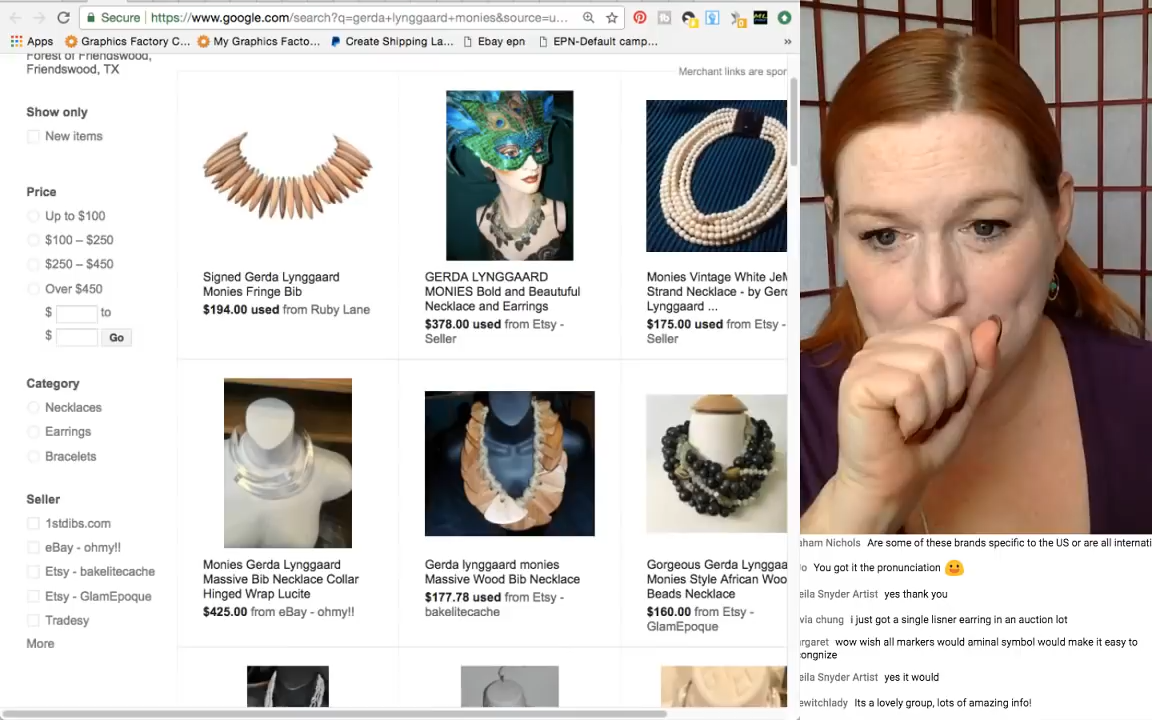 Secure https://www.google.com/search?q=gerda+lynggaard+monies&source=u...
Apps Graphics Factory C... My Graphics Facto... Create Shipping La... Ebay epn EPN-Default camp... »
Forest of Friendswood,
Friendswood, TX
Merchant links are spor
Show only
New items
Price
Up to $100
$100 – $250
$250 – $450
Over $450
$ to
$ Go
Category
Necklaces
Earrings
Bracelets
Seller
1stdibs.com
eBay - ohmy!!
Etsy - bakelitecache
Etsy - GlamEpoque
Tradesy
More
Signed Gerda Lynggaard
Monies Fringe Bib
$194.00 used from Ruby Lane
GERDA LYNGGAARD
MONIES Bold and Beautuful
Necklace and Earrings
$378.00 used from Etsy -
Seller
Monies Vintage White Je
Strand Necklace - by Ger
Lynggaard ...
$175.00 used from Etsy -
Seller
Monies Gerda Lynggaard
Massive Bib Necklace Collar
Hinged Wrap Lucite
$425.00 from eBay - ohmy!!
Gerda lynggaard monies
Massive Wood Bib Necklace
$177.78 used from Etsy -
bakelitecache
Gorgeous Gerda Lyngga
Monies Style African Woo
Beads Necklace
$160.00 from Etsy -
GlamEpoque
aham Nichols Are some of these brands specific to the US or are all internati
You got it the pronunciation
eila Snyder Artist yes thank you
via chung i just got a single lisner earring in an auction lot
rgaret wow wish all markers would aminal symbol would make it easy to
congnize
eila Snyder Artist yes it would
ewitchlady Its a lovely group, lots of amazing info!